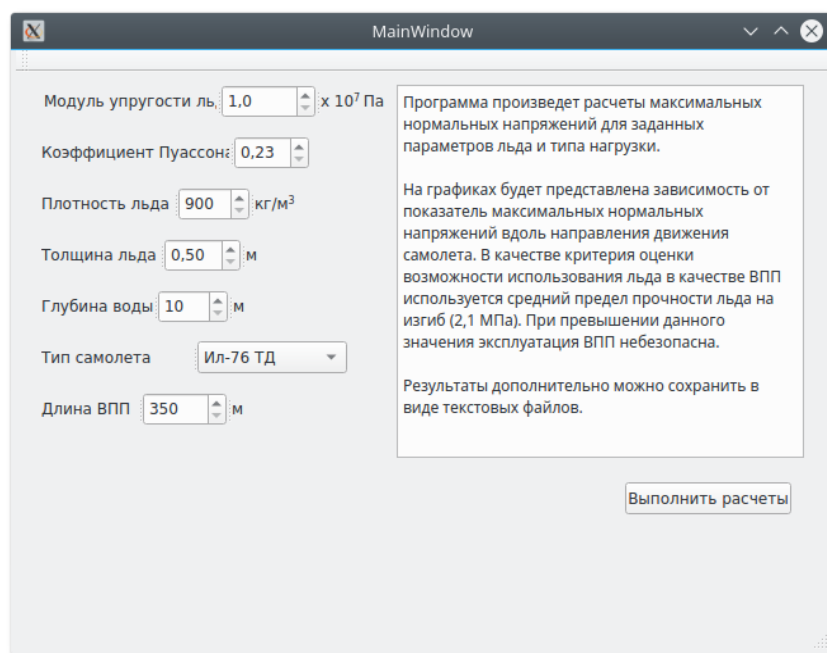 MainWindow
Модуль упругости ль, 1,0 x 10⁷ Па
Коэффициент Пуассона 0,23
Плотность льда 900 кг/м³
Толщина льда 0,50 м
Глубина воды 10 м
Тип самолета Ил-76 ТД
Длина ВПП 350 м
Программа произведет расчеты максимальных
нормальных напряжений для заданных
параметров льда и типа нагрузки.
На графиках будет представлена зависимость от
показатель максимальных нормальных
напряжений вдоль направления движения
самолета. В качестве критерия оценки
возможности использования льда в качестве ВПП
используется средний предел прочности льда на
изгиб (2,1 МПа). При превышении данного
значения эксплуатация ВПП небезопасна.
Результаты дополнительно можно сохранить в
виде текстовых файлов.
Выполнить расчеты